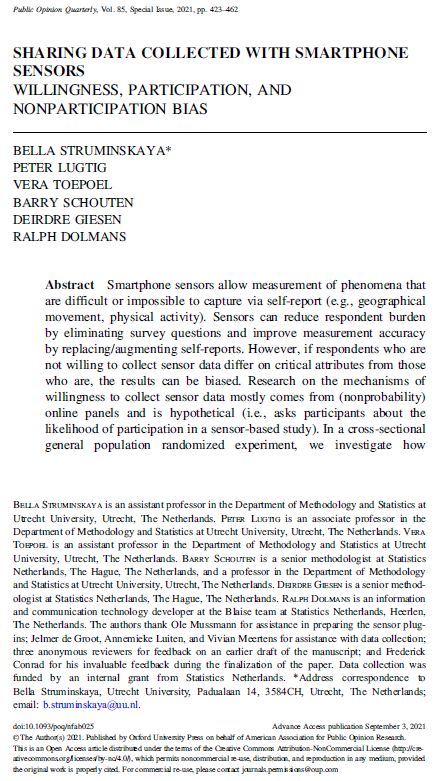 Public Opinion Quarterly, Vol. 85, Special Issue, 2021, pp. 423–462
SHARING DATA COLLECTED WITH SMARTPHONE
SENSORS
WILLINGNESS, PARTICIPATION, AND
NONPARTICIPATION BIAS
BELLA STRUMINSKAYA*
PETER LUGTIG
VERA TOEPOEL
BARRY SCHOUTEN
DEIRDRE GIESEN
RALPH DOLMANS
Abstract Smartphone sensors allow measurement of phenomena that
are difficult or impossible to capture via self-report (e.g., geographical
movement, physical activity). Sensors can reduce respondent burden
by eliminating survey questions and improve measurement accuracy
by replacing/augmenting self-reports. However, if respondents who are
not willing to collect sensor data differ on critical attributes from those
who are, the results can be biased. Research on the mechanisms of
willingness to collect sensor data mostly comes from (nonprobability)
online panels and is hypothetical (i.e., asks participants about the
likelihood of participation in a sensor-based study). In a cross-sectional
general population randomized experiment, we investigate how
BELLA STRUMINSKAYA is an assistant professor in the Department of Methodology and Statistics at
Utrecht University, Utrecht, The Netherlands. PETER LUGTIG is an associate professor in the
Department of Methodology and Statistics at Utrecht University, Utrecht, The Netherlands. VERA
TOEPOEL is an assistant professor in the Department of Methodology and Statistics at Utrecht
University, Utrecht, The Netherlands. BARRY SCHOUTEN is a senior methodologist at Statistics
Netherlands, The Hague, The Netherlands, and a professor in the Department of Methodology
and Statistics at Utrecht University, Utrecht, The Netherlands. DEIRDRE GIESEN is a senior method-
ologist at Statistics Netherlands, The Hague, The Netherlands. RALPH DOLMANS is an information
and communication technology developer at the Blaise team at Statistics Netherlands, Heerlen,
The Netherlands. The authors thank Ole Mussmann for assistance in preparing the sensor plug-
ins; Jelmer de Groot, Annemieke Luiten, and Vivian Meertens for assistance with data collection;
three anonymous reviewers for feedback on an earlier draft of the manuscript; and Frederick
Conrad for his invaluable feedback during the finalization of the paper. Data collection was
funded by an internal grant from Statistics Netherlands. *Address correspondence to
Bella Struminskaya, Utrecht University, Padualaan 14, 3584CH, Utrecht, The Netherlands;
email: b.struminskaya@uu.nl.
doi:10.1093/poq/nfab025 Advance Access publication September 3, 2021
© The Author(s) 2021. Published by Oxford University Press on behalf of American Association for Public Opinion Research.
This is an Open Access article distributed under the terms of the Creative Commons Attribution-NonCommercial License (http://cre-
ativecommons.org/licenses/by-nc/4.0/), which permits noncommercial re-use, distribution, and reproduction in any medium, provided
the original work is properly cited. For commercial re-use, please contact journals.permissions@oup.com